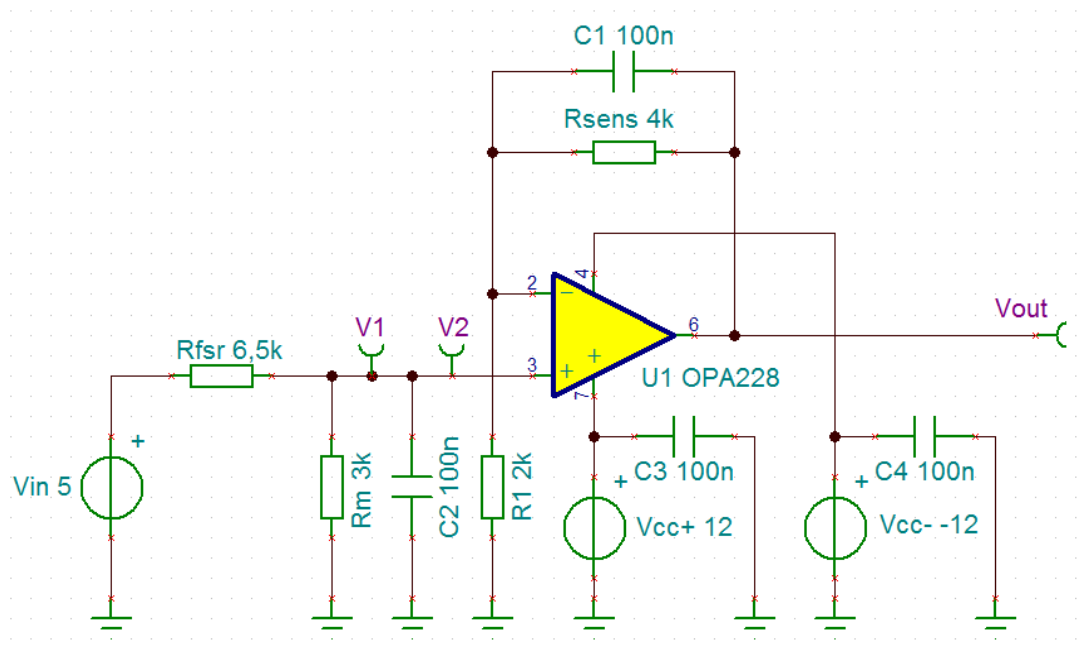 C1 100n
Rsens 4k
2
4
−
V1
V2
6
Vout
Rfsr 6,5k
3
+
+
U1 OPA228
7
+
Vin 5
Rm 3k
C2 100n
R1 2k
C3 100n
C4 100n
+
Vcc+ 12
+
Vcc- -12